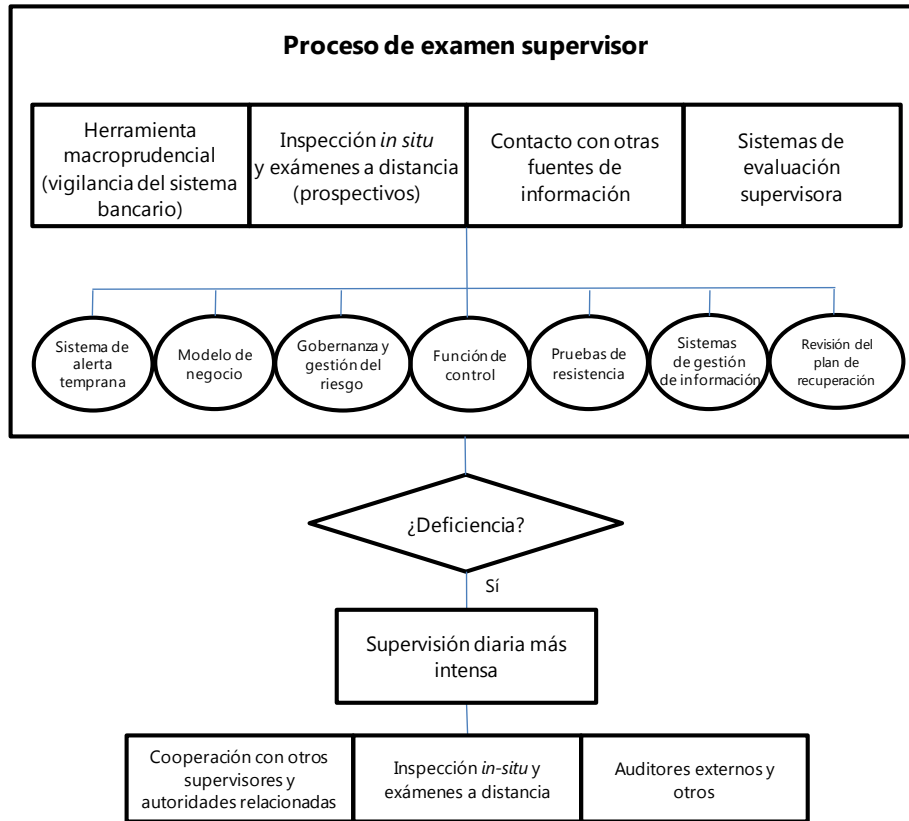 Proceso de examen supervisor
Herramienta
macroprudencial
(vigilancia del sistema
bancario)
Inspección in situ
y exámenes a distancia
(prospectivos)
Contacto con otras
fuentes de
información
Sistemas de
evaluación
supervisora
Sistema de
alerta
temprana
Modelo de
negocio
Gobernanza y
gestión del
riesgo
Función de
control
Pruebas de
resistencia
Sistemas
de gestión
de información
Revisión del
plan de
recuperación
¿Deficiencia?
Sí
Supervisión diaria más
intensa
Cooperación con otros
supervisores y
autoridades relacionadas
Inspección in-situ y
exámenes a distancia
Auditores externos y
otros